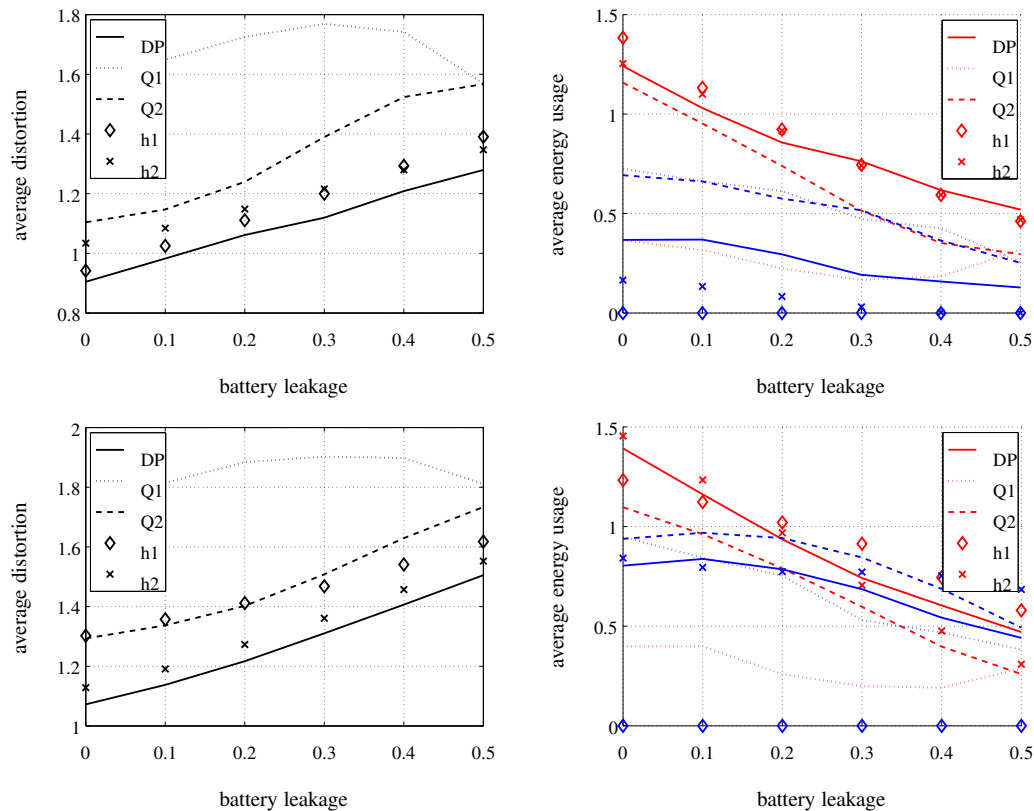 1.8
1.6
1.4
1.2
1
0.8
average distortion
DP
Q1
Q2
h1
h2
0
0.1
0.2
0.3
0.4
0.5
battery leakage
1.5
1
0.5
0
average energy usage
DP
Q1
Q2
h1
h2
0
0.1
0.2
0.3
0.4
0.5
battery leakage
2
1.8
1.6
1.4
1.2
1
average distortion
DP
Q1
Q2
h1
h2
0
0.1
0.2
0.3
0.4
0.5
battery leakage
1.5
1
0.5
0
average energy usage
DP
Q1
Q2
h1
h2
0
0.1
0.2
0.3
0.4
0.5
battery leakage